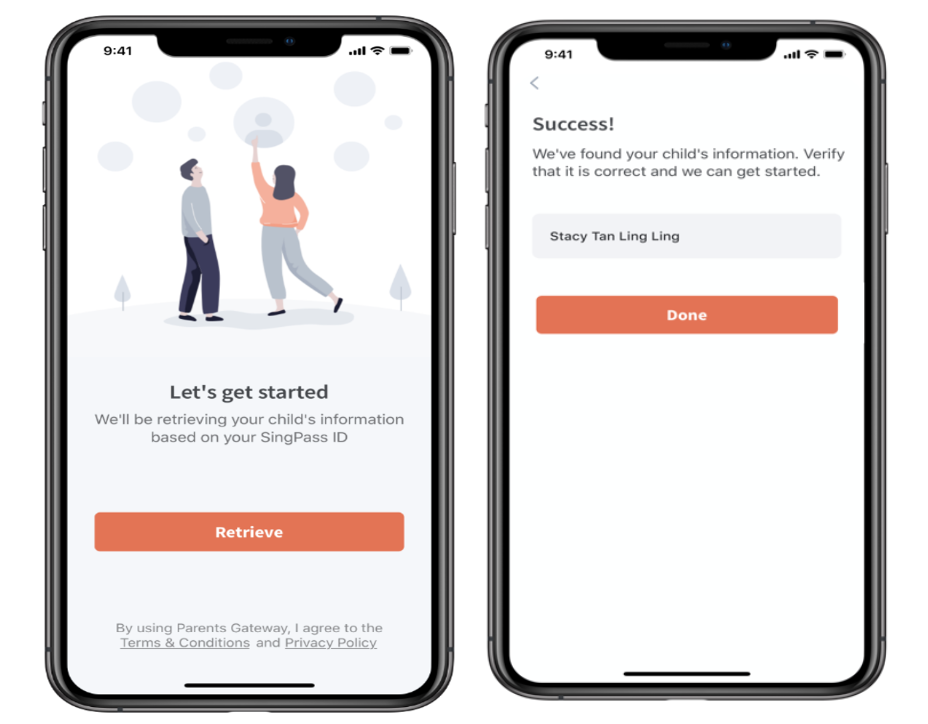 9:41
Let's get started
We'll be retrieving your child's information
based on your SingPass ID
Retrieve
By using Parents Gateway, I agree to the
Terms & Conditions and Privacy Policy
9:41
Success!
We've found your child's information. Verify
that it is correct and we can get started.
Stacy Tan Ling Ling
Done